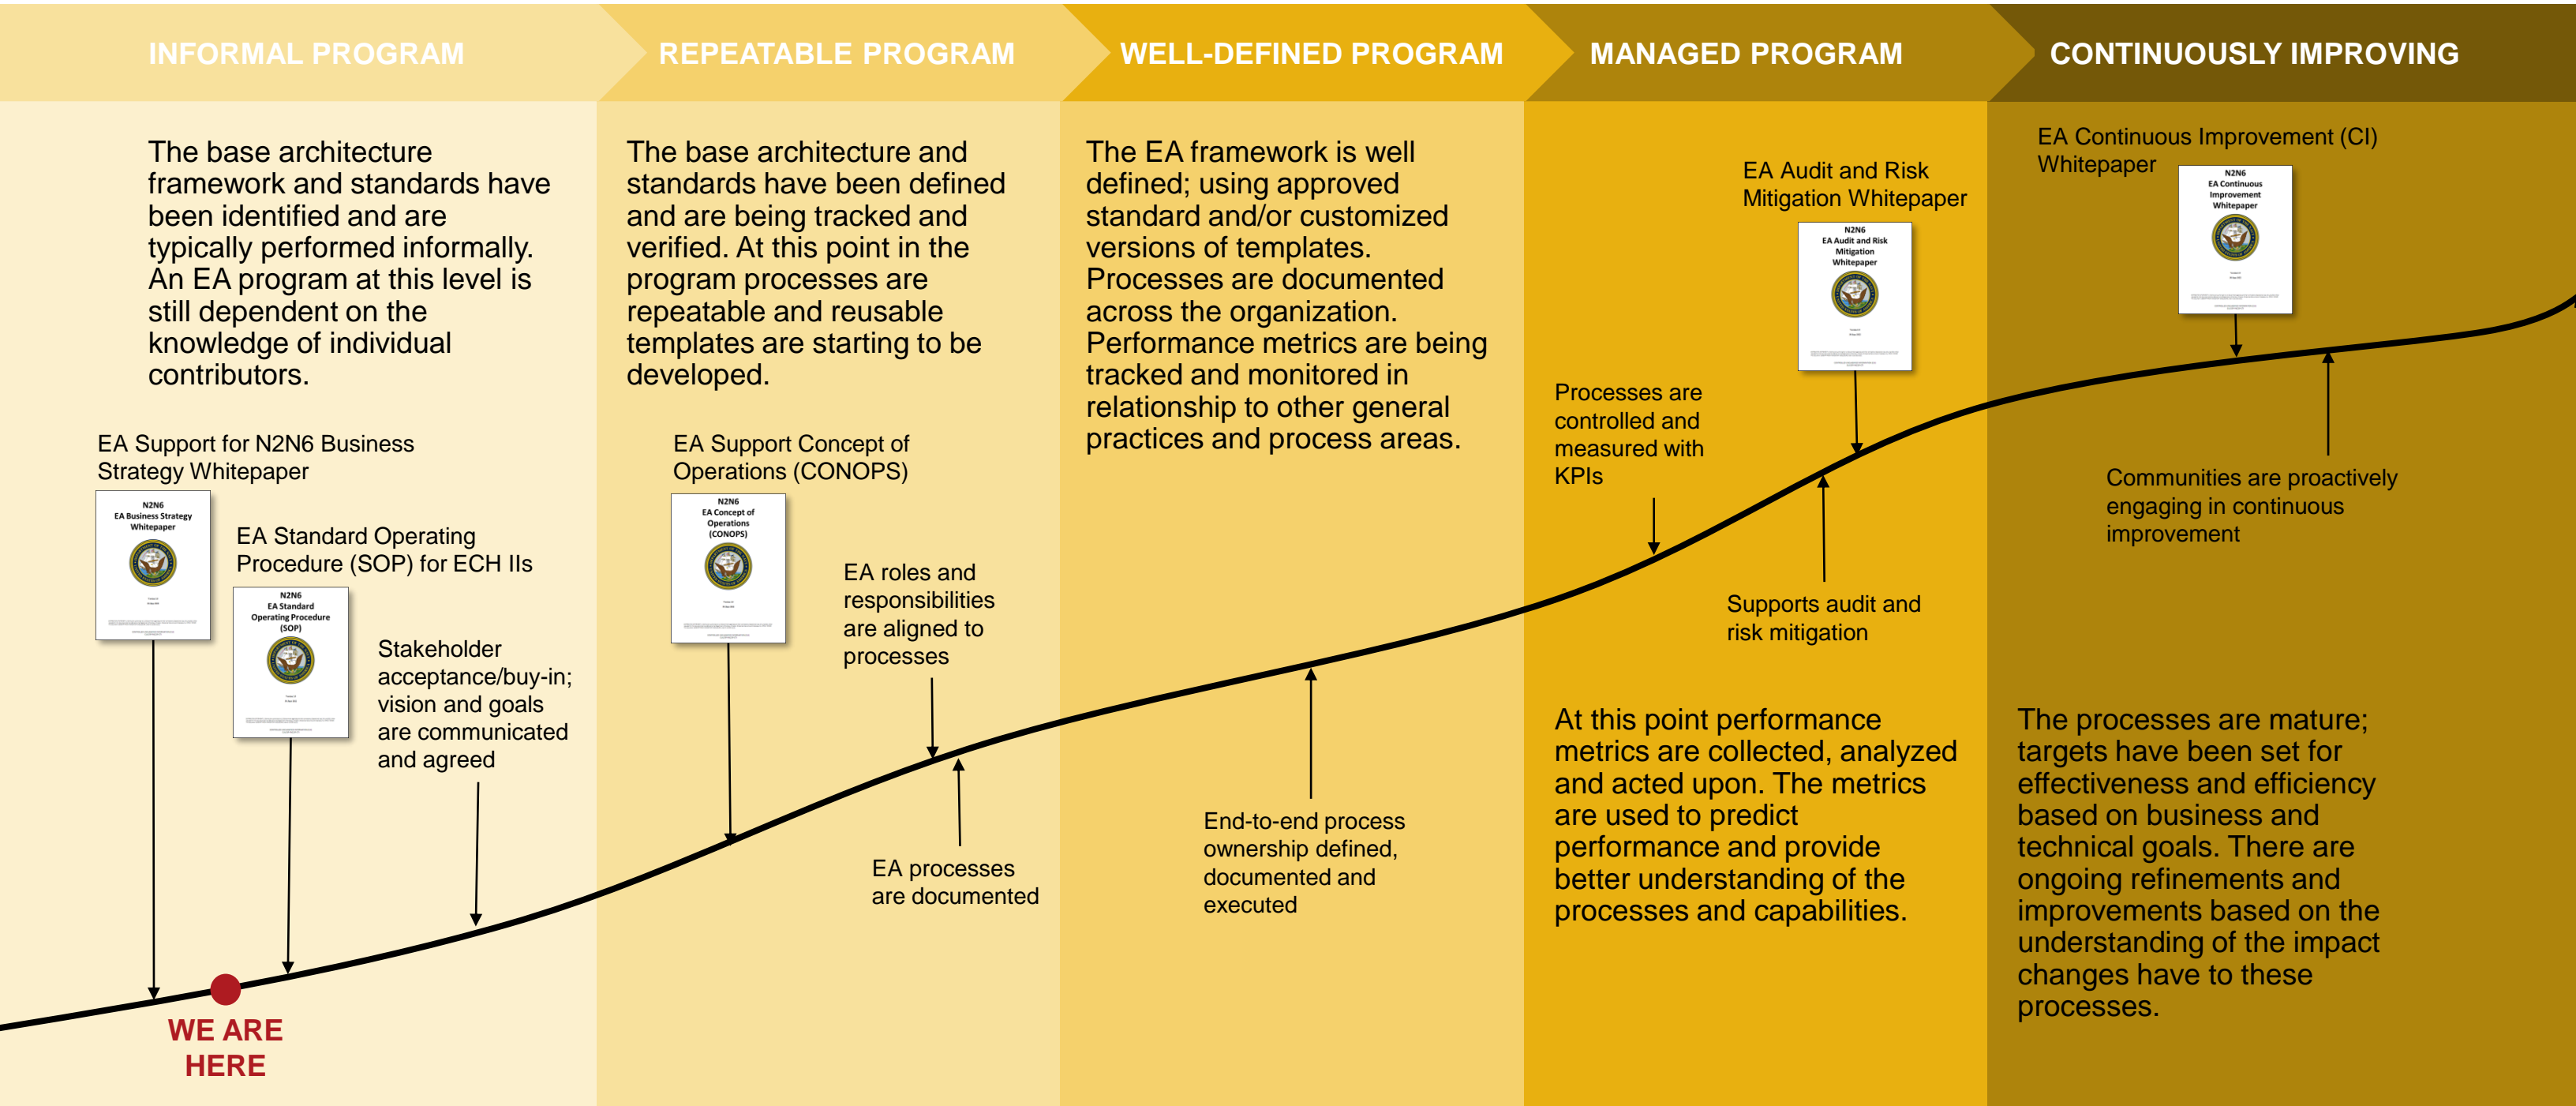 INFORMAL PROGRAM
REPEATABLE PROGRAM
WELL-DEFINED PROGRAM
MANAGED PROGRAM
CONTINUOUSLY IMPROVING
The base architecture
framework and standards have
been identified and are
typically performed informally.
An EA program at this level is
still dependent on the
knowledge of individual
contributors.
EA Support for N2N6 Business
Strategy Whitepaper
N2N6
EA Business Strategy
Whitepaper
EA Standard Operating
Procedure (SOP) for ECH IIs
N2N6
EA Standard
Operating Procedure
(SOP)
Stakeholder
acceptance/buy-in;
vision and goals
are communicated
and agreed
WE ARE
HERE
The base architecture and
standards have been defined
and are being tracked and
verified. At this point in the
program processes are
repeatable and reusable
templates are starting to be
developed.
EA Support Concept of
Operations (CONOPS)
N2N6
EA Concept of
Operations
(CONOPS)
EA roles and
responsibilities
are aligned to
processes
EA processes
are documented
The EA framework is well
defined; using approved
standard and/or customized
versions of templates.
Processes are documented
across the organization.
Performance metrics are being
tracked and monitored in
relationship to other general
practices and process areas.
End-to-end process
ownership defined,
documented and
executed
EA Audit and Risk
Mitigation Whitepaper
N2N6
EA Audit and Risk
Mitigation
Whitepaper
Processes are
controlled and
measured with
KPIs
Supports audit and
risk mitigation
At this point performance
metrics are collected, analyzed
and acted upon. The metrics
are used to predict
performance and provide
better understanding of the
processes and capabilities.
EA Continuous Improvement (CI)
Whitepaper
N2N6
EA Continuous
Improvement
Whitepaper
Communities are proactively
engaging in continuous
improvement
The processes are mature;
targets have been set for
effectiveness and efficiency
based on business and
technical goals. There are
ongoing refinements and
improvements based on the
understanding of the impact
changes have to these
processes.